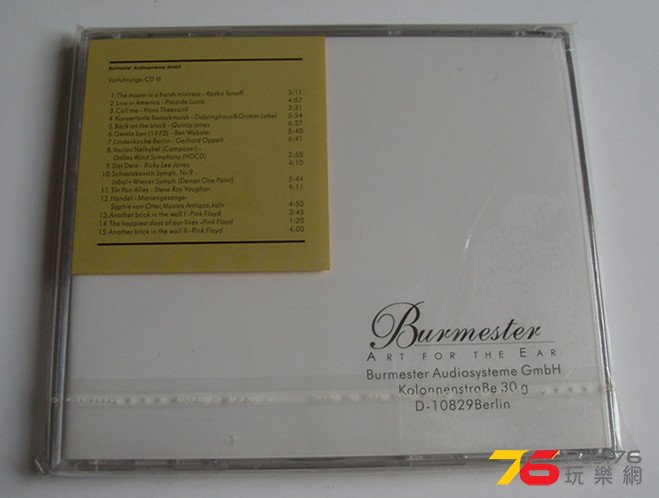 Burmester Audiosysteme GmbH
Vorführungs-CD II
1.The moom is a harsh mistress - Radka Toneff 3:11
2.Live in America - Paco de Lucia 4:57
3.Call me - Hans Theessink 3:31
4.Konzertante Barockmusik - Dabringhaus&Grimm-Label 5:54
5.Back on the block - Quincy Jones 6:27
6.Gentle ben (1972) - Ben Webster 5:40
7.Lindenkirche Berlin - Gerhard Oppelt 6:41
8.Vaclav Nelhybel (Composer) -
Dallas Wind Symphony (HDCD) 2:55
9.Dat Dere - Ricky Lee Jones 4:10
10.Schostakovich.Symph. Nr.9 -
Inbal=Wiener Symph.(Denon One Point) 5:44
11.Tin Pan Alley - Steve Ray Vaughan 9:11
12.Händel - Mariengesänge-
Sophie van Otter,Musica Antiqua,köln 4:50
13.Another brick in the wall I -Pink Floyd 3:45
14.The happiest days of our lives -Pink Floyd 1:20
15.Another brick in the wall II -Pink Floyd 4:00
Burmester
ART FOR THE EAR
Burmester Audiosysteme GmbH
Kolonnenstraße 30 g
D-10829Berlin
76
玩樂網